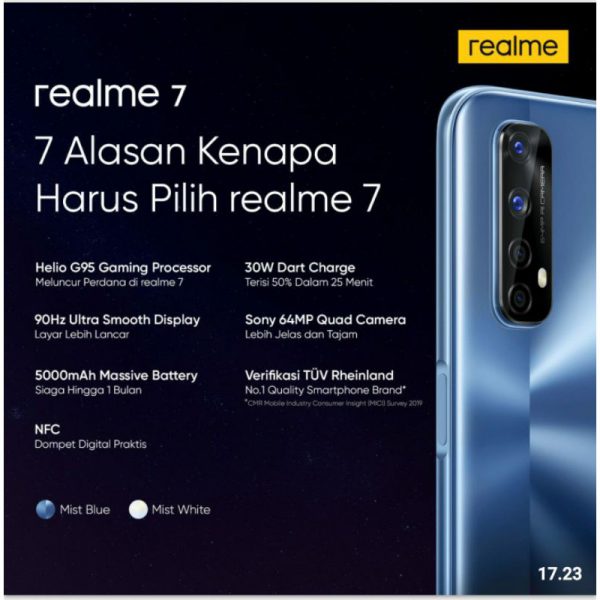 realme
realme 7
7 Alasan Kenapa
Harus Pilih realme 7
Helio G95 Gaming Processor
Meluncur Perdana di realme 7
30W Dart Charge
Terisi 50% Dalam 25 Menit
90Hz Ultra Smooth Display
Layar Lebih Lancar
Sony 64MP Quad Camera
Lebih Jelas dan Tajam
5000mAh Massive Battery
Siaga Hingga 1 Bulan
Verifikasi TÜV Rheinland
No.1 Quality Smartphone Brand*
*CMR Mobile Industry Consumer Insight (MICI) Survey 2019
NFC
Dompet Digital Praktis
Mist Blue
Mist White
64MP AI CAMERA
17.23